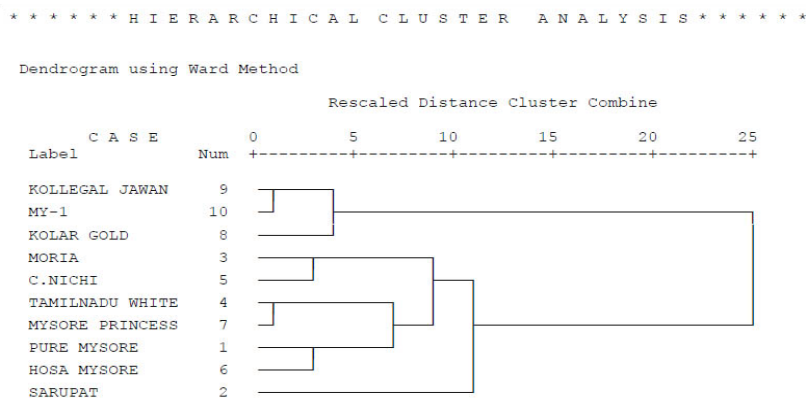 * * * * * * H I E R A R C H I C A L   C L U S T E R   A N A L Y S I S * * * * * *
Dendrogram using Ward Method
Rescaled Distance Cluster Combine
C A S E 0 5 10 15 20 25
Label Num +---------+---------+---------+---------+---------+
KOLLEGAL JAWAN 9
MY-1 10
KOLAR GOLD 8
MORIA 3
C.NICHI 5
TAMILNADU WHITE 4
MYSORE PRINCESS 7
PURE MYSORE 1
HOSA MYSORE 6
SARUPAT 2